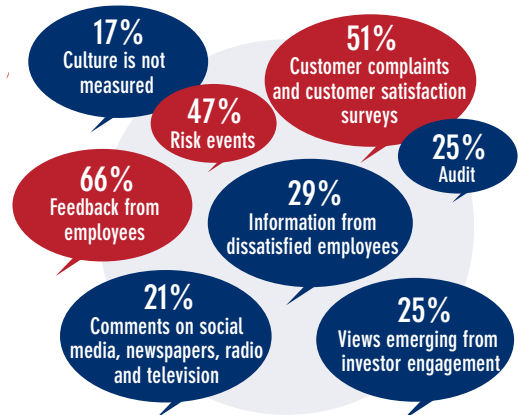 17%
Culture is not
measured
51%
Customer complaints
and customer satisfaction
surveys
47%
Risk events
25%
Audit
66%
Feedback from
employees
29%
Information from
dissatisfied employees
21%
Comments on social
media, newspapers, radio
and television
25%
Views emerging from
investor engagement